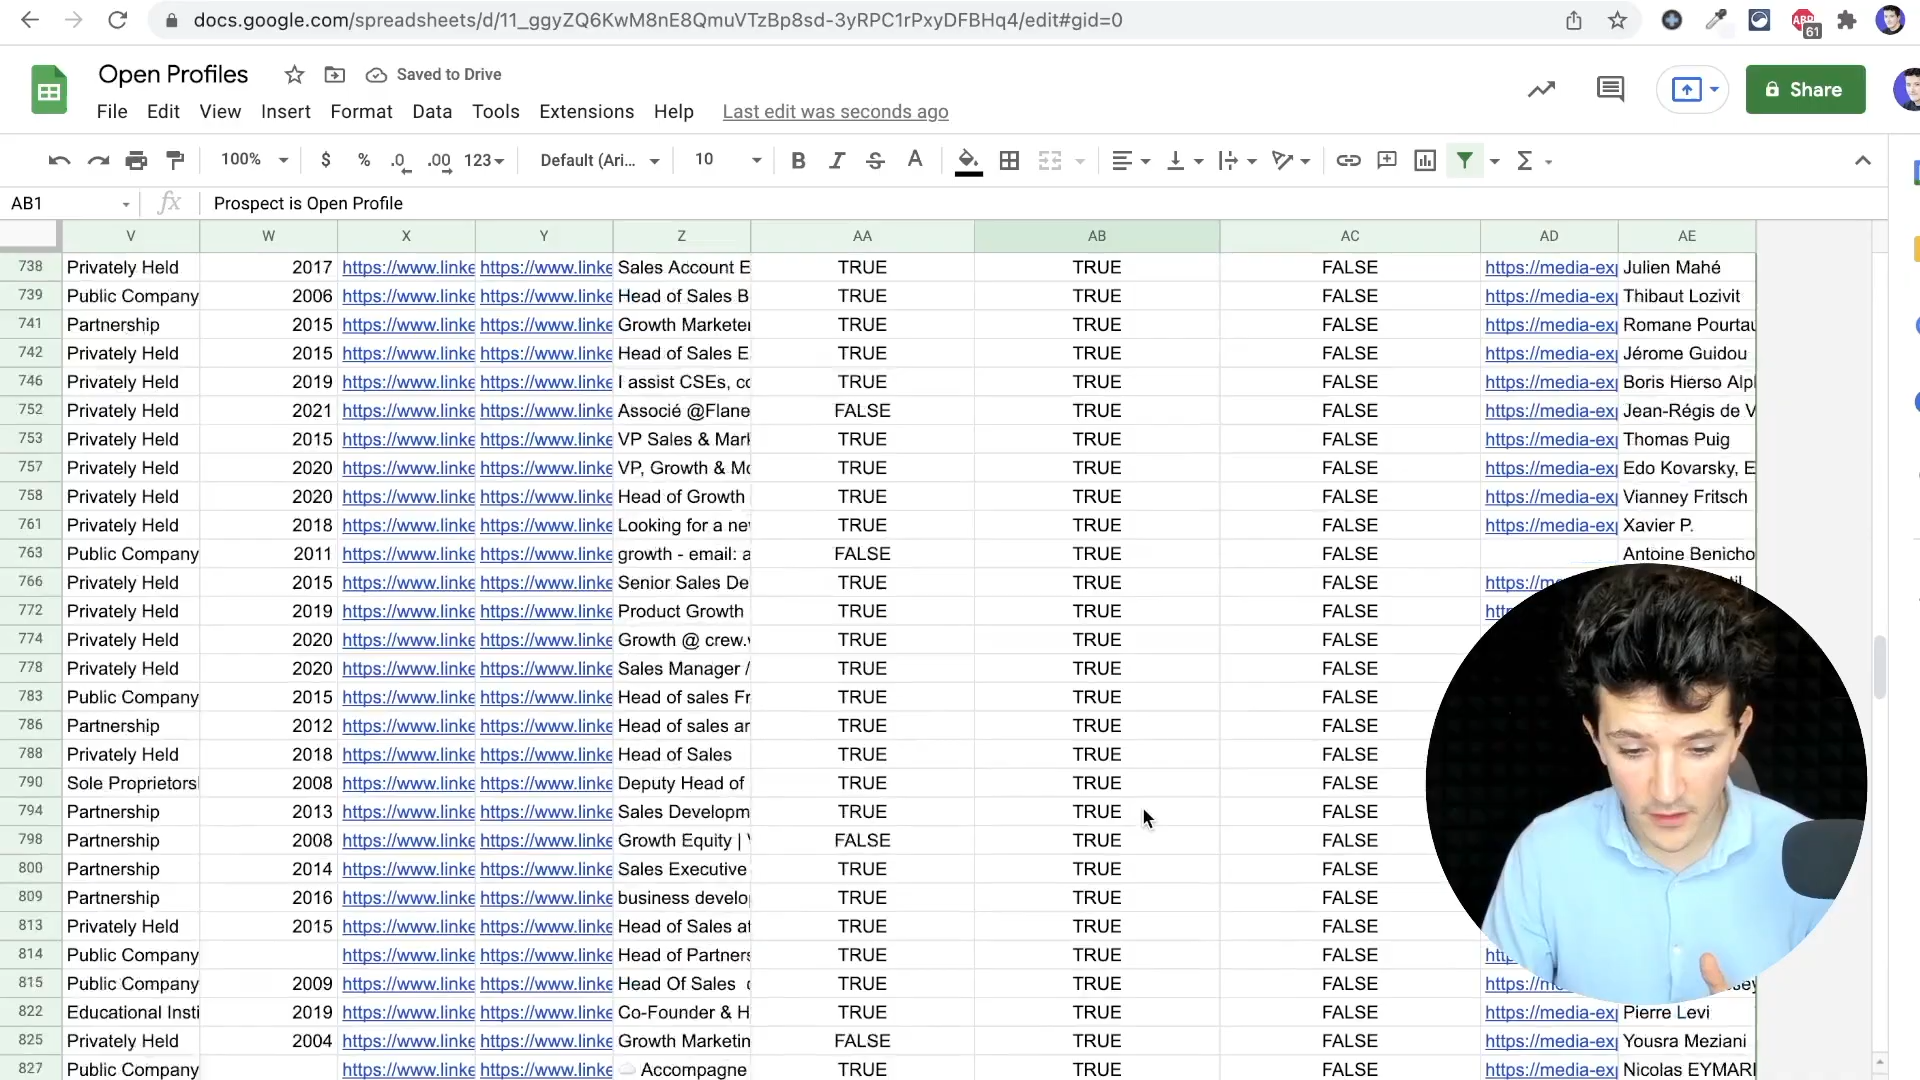 docs.google.com/spreadsheets/d/11_ggyZQ6KwM8nE8QmuVTzBp8sd-3yRPC1rPxyDFBHq4/edit#gid=0
ABP 61
Open Profiles Saved to Drive
File Edit View Insert Format Data Tools Extensions Help Last edit was seconds ago
Share
100% $ % .0 .00 123 Default (Ari... 10 B I S A Σ
AB1 fx Prospect is Open Profile
V W X Y Z AA AB AC AD AE
738 Privately Held 2017 https://www.linke https://www.linke Sales Account E TRUE TRUE FALSE https://media-exp Julien Mahé
739 Public Company 2006 https://www.linke https://www.linke Head of Sales B TRUE TRUE FALSE https://media-exp Thibaut Lozivit
741 Partnership 2015 https://www.linke https://www.linke Growth Marketer TRUE TRUE FALSE https://media-exp Romane Pourtau
742 Privately Held 2015 https://www.linke https://www.linke Head of Sales E TRUE TRUE FALSE https://media-exp Jérome Guidou
746 Privately Held 2019 https://www.linke https://www.linke I assist CSEs, co TRUE TRUE FALSE https://media-exp Boris Hierso Alp
752 Privately Held 2021 https://www.linke https://www.linke Associé @Flane FALSE TRUE FALSE https://media-exp Jean-Régis de V
753 Privately Held 2015 https://www.linke https://www.linke VP Sales & Mark TRUE TRUE FALSE https://media-exp Thomas Puig
757 Privately Held 2020 https://www.linke https://www.linke VP, Growth & Mo TRUE TRUE FALSE https://media-exp Edo Kovarsky, E
758 Privately Held 2020 https://www.linke https://www.linke Head of Growth TRUE TRUE FALSE https://media-exp Vianney Fritsch
761 Privately Held 2018 https://www.linke https://www.linke Looking for a nev TRUE TRUE FALSE https://media-exp Xavier P.
763 Public Company 2011 https://www.linke https://www.linke growth - email: a FALSE TRUE FALSE Antoine Benicho
766 Privately Held 2015 https://www.linke https://www.linke Senior Sales De TRUE TRUE FALSE https://me
772 Privately Held 2019 https://www.linke https://www.linke Product Growth TRUE TRUE FALSE http
774 Privately Held 2020 https://www.linke https://www.linke Growth @ crew.w TRUE TRUE FALSE
778 Privately Held 2020 https://www.linke https://www.linke Sales Manager / TRUE TRUE FALSE
783 Public Company 2015 https://www.linke https://www.linke Head of sales Fr TRUE TRUE FALSE
786 Partnership 2012 https://www.linke https://www.linke Head of sales ar TRUE TRUE FALSE
788 Privately Held 2018 https://www.linke https://www.linke Head of Sales TRUE TRUE FALSE
790 Sole Proprietorsl 2008 https://www.linke https://www.linke Deputy Head of TRUE TRUE FALSE
794 Partnership 2013 https://www.linke https://www.linke Sales Developm TRUE TRUE FALSE
798 Partnership 2008 https://www.linke https://www.linke Growth Equity | FALSE TRUE FALSE
800 Partnership 2014 https://www.linke https://www.linke Sales Executive TRUE TRUE FALSE
809 Partnership 2016 https://www.linke https://www.linke business develo TRUE TRUE FALSE
813 Privately Held 2015 https://www.linke https://www.linke Head of Sales at TRUE TRUE FALSE
814 Public Company https://www.linke https://www.linke Head of Partners TRUE TRUE FALSE http
815 Public Company 2009 https://www.linke https://www.linke Head Of Sales TRUE TRUE FALSE https://m
822 Educational Insti 2019 https://www.linke https://www.linke Co-Founder & H TRUE TRUE FALSE https://media-exp Pierre Levi
825 Privately Held 2004 https://www.linke https://www.linke Growth Marketin FALSE TRUE FALSE https://media-exp Yousra Meziani
827 Public Company https://www.linke https://www.linke Accompagne TRUE TRUE FALSE https://media-exp Nicolas EYMARI